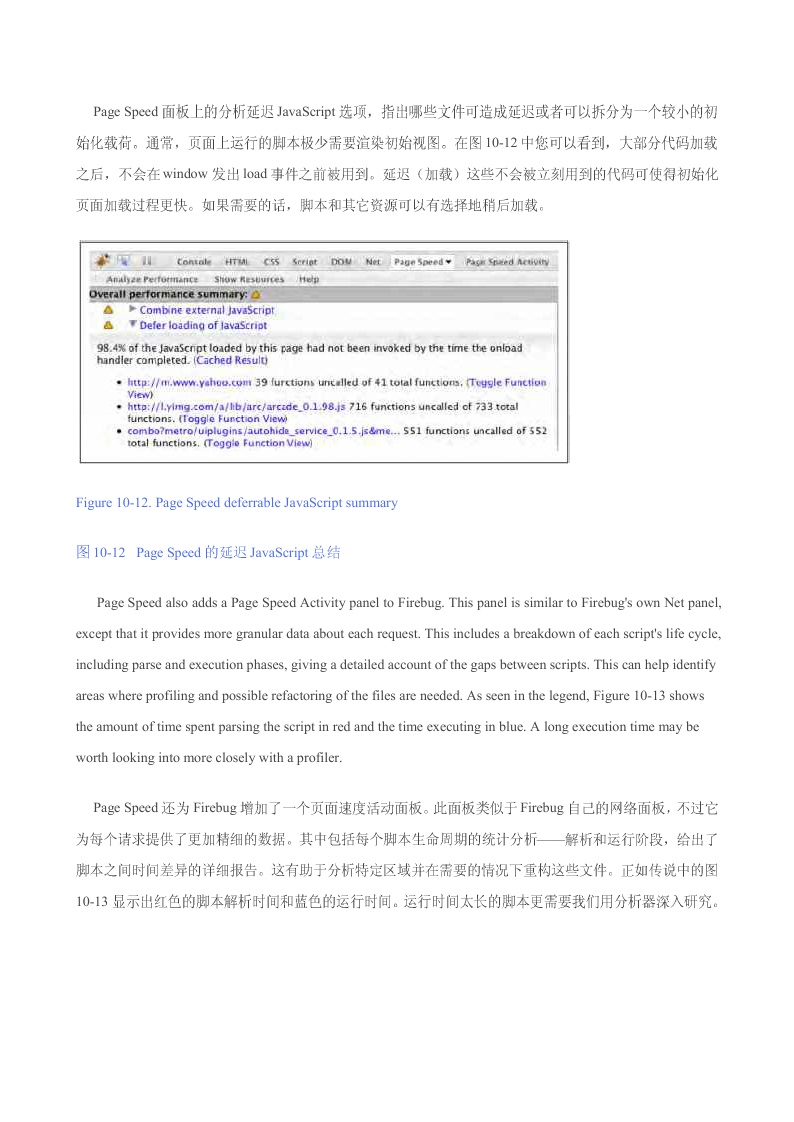 Page Speed 面板上的分析延迟 JavaScript 选项，指出哪些文件可造成延迟或者可以拆分为一个较小的初
始化载荷。通常，页面上运行的脚本极少需要渲染初始视图。在图 10-12 中您可以看到，大部分代码加载
之后，不会在 window 发出 load 事件之前被用到。延迟（加载）这些不会被立刻用到的代码可使得初始化
页面加载过程更快。如果需要的话，脚本和其它资源可以有选择地稍后加载。
Console HTML CSS Script DOM Net Page Speed ▾ Page Speed Activity
Analyze Performance Show Resources Help
Overall performance summary:
Combine external JavaScript
Defer loading of JavaScript
98.4% of the JavaScript loaded by this page had not been invoked by the time the onload
handler completed. (Cached Result)
• http://m.www.yahoo.com 39 functions uncalled of 41 total functions. (Toggle Function
View)
• http://l.yimg.com/a/lib/arc/arcade_0.1.98.js 716 functions uncalled of 733 total
functions. (Toggle Function View)
• combo?metro/uiplugins/autohide_service_0.1.5.js&me... 551 functions uncalled of 552
total functions. (Toggle Function View)
Figure 10-12. Page Speed deferrable JavaScript summary
图 10-12 Page Speed 的延迟 JavaScript 总结
Page Speed also adds a Page Speed Activity panel to Firebug. This panel is similar to Firebug's own Net panel,
except that it provides more granular data about each request. This includes a breakdown of each script's life cycle,
including parse and execution phases, giving a detailed account of the gaps between scripts. This can help identify
areas where profiling and possible refactoring of the files are needed. As seen in the legend, Figure 10-13 shows
the amount of time spent parsing the script in red and the time executing in blue. A long execution time may be
worth looking into more closely with a profiler.
Page Speed 还为 Firebug 增加了一个页面速度活动面板。此面板类似于 Firebug 自己的网络面板，不过它
为每个请求提供了更加精细的数据。其中包括每个脚本生命周期的统计分析——解析和运行阶段，给出了
脚本之间时间差异的详细报告。这有助于分析特定区域并在需要的情况下重构这些文件。正如传说中的图
10-13 显示出红色的脚本解析时间和蓝色的运行时间。运行时间太长的脚本更需要我们用分析器深入研究。